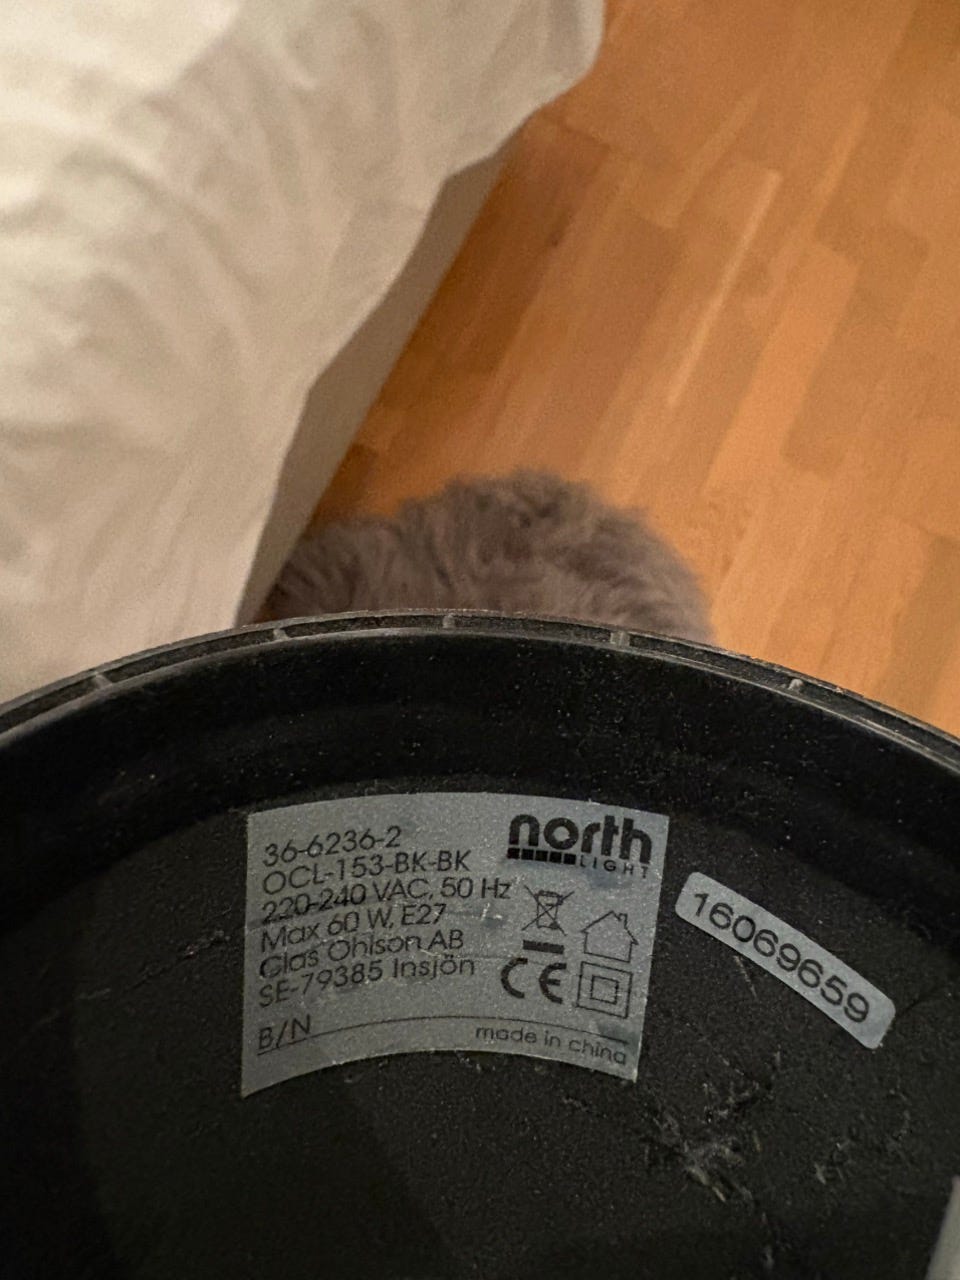 36-6236-2
OCL-153-BK-BK
220-240 VAC, 50 Hz
Max 60 W, E27
Clas Ohlson AB
SE-79385 Insjön
B/N
north
LIGHT
CE
made in china
16069659